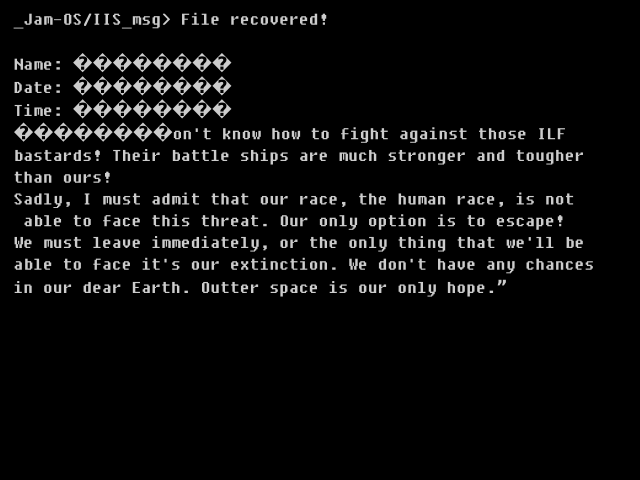 _Jam-OS/IIS_msg> File recovered!
Name: ��������
Date: ��������
Time: ��������
��������on't know how to fight against those ILF
bastards! Their battle ships are much stronger and tougher
than ours!
Sadly, I must admit that our race, the human race, is not
able to face this threat. Our only option is to escape!
We must leave immediately, or the only thing that we'll be
able to face it's our extinction. We don't have any chances
in our dear Earth. Outter space is our only hope.”